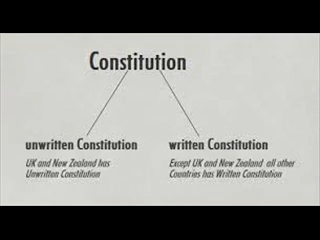 Constitution
unwritten Constitution
UK and New Zealand has
Unwritten Constitution
written Constitution
Except UK and New Zealand all other
Countries has Written Constitution